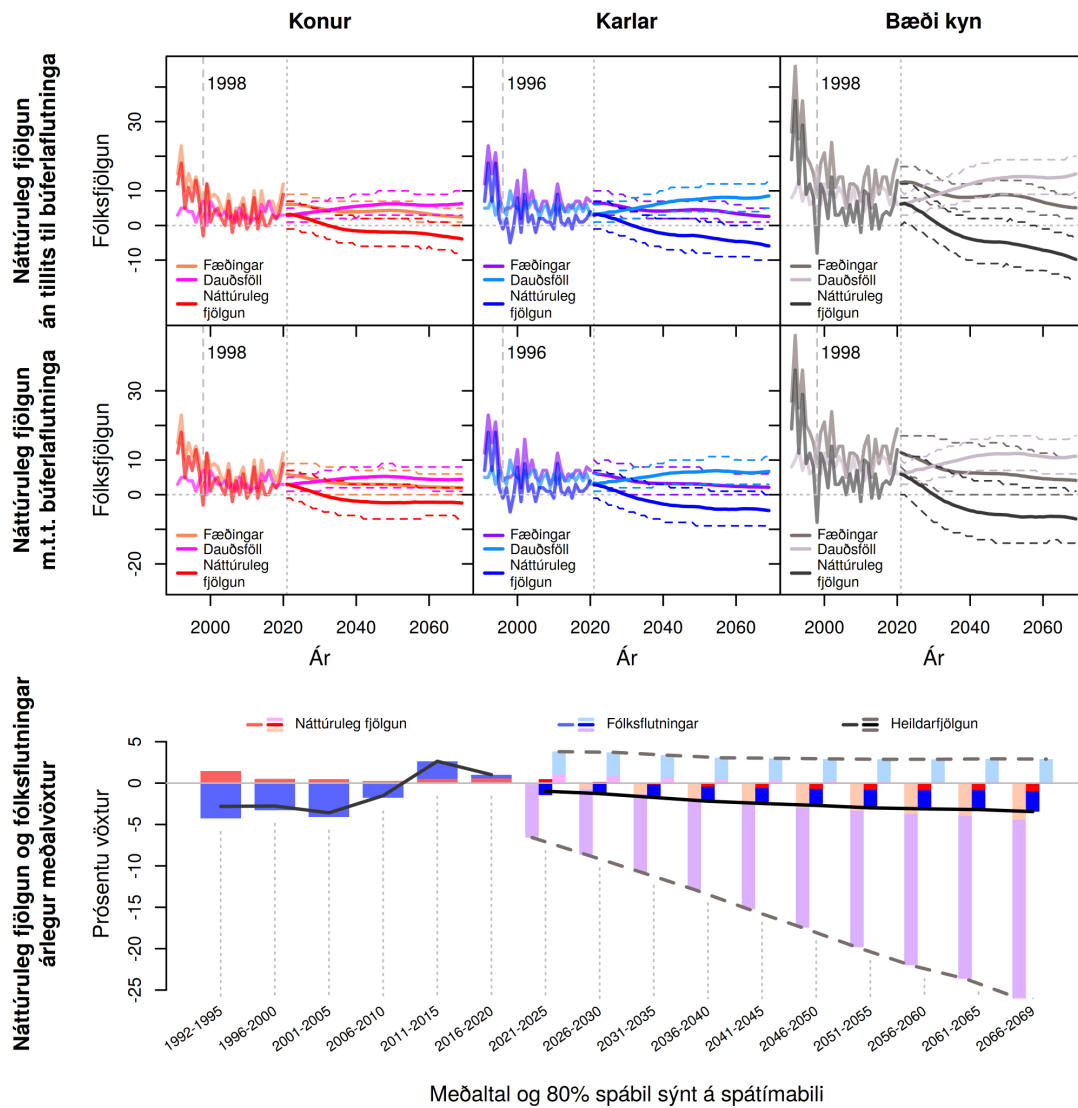 Konur
Karlar
Bæði kyn
Náttúruleg fjölgun
án tillits til búferlaflutninga
Fólksfjölgun
-10 0 10 30
1998
Fæðingar
Dauðsföll
Náttúruleg
fjölgun
1996
Fæðingar
Dauðsföll
Náttúruleg
fjölgun
1998
Fæðingar
Dauðsföll
Náttúruleg
fjölgun
Náttúruleg fjölgun
m.t.t. búferlaflutninga
Fólksfjölgun
-20 0 10 30
1998
Fæðingar
Dauðsföll
Náttúruleg
fjölgun
1996
Fæðingar
Dauðsföll
Náttúruleg
fjölgun
1998
Fæðingar
Dauðsföll
Náttúruleg
fjölgun
2000 2020 2040 2060
2000 2020 2040 2060
2000 2020 2040 2060
Ár
Ár
Ár
Náttúruleg fjölgun og fólksflutningar
árlegur meðalvöxtur
Prósentu vöxtur
Náttúruleg fjölgun
Fólksflutningar
Heildarfjölgun
5
0
-5
-10
-15
-20
-25
1992-1995
1996-2000
2001-2005
2006-2010
2011-2015
2016-2020
2021-2025
2026-2030
2031-2035
2036-2040
2041-2045
2046-2050
2051-2055
2056-2060
2061-2065
2066-2069
Meðaltal og 80% spábil sýnt á spátímabili